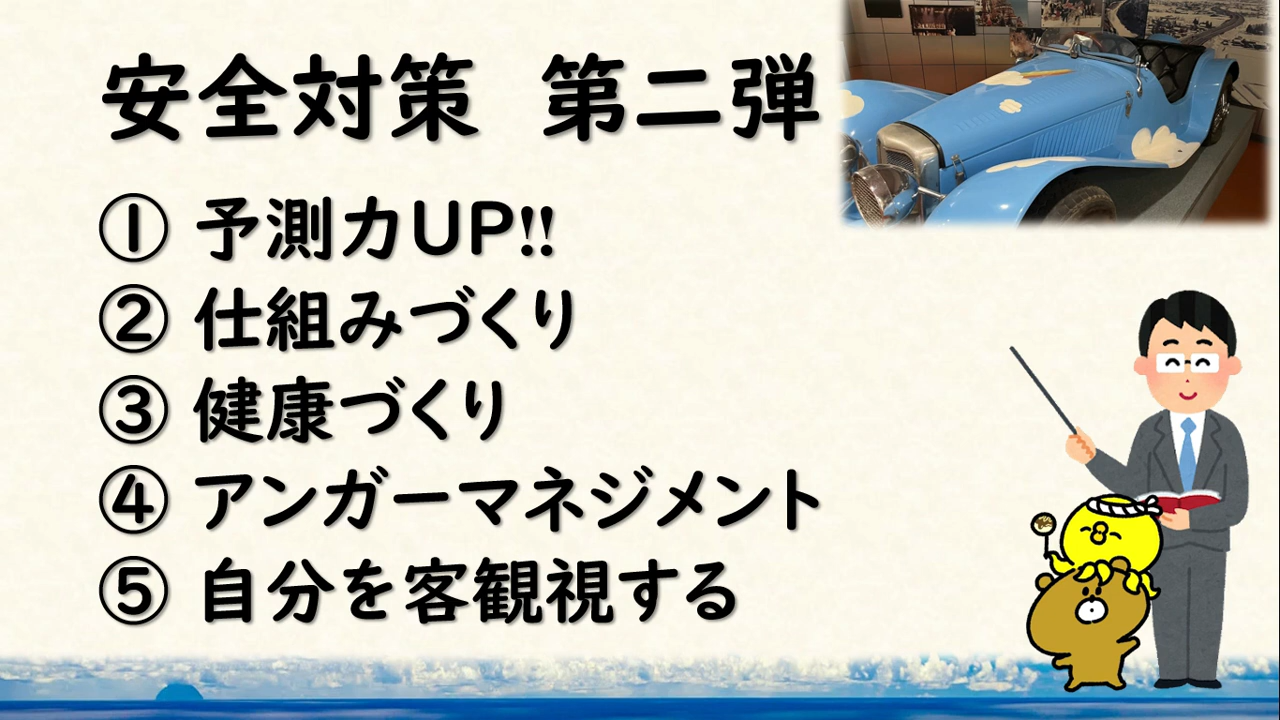 安全対策 第二弾
① 予測力UP!!
② 仕組みづくり
③ 健康づくり
④ アンガーマネジメント
⑤ 自分を客観視する